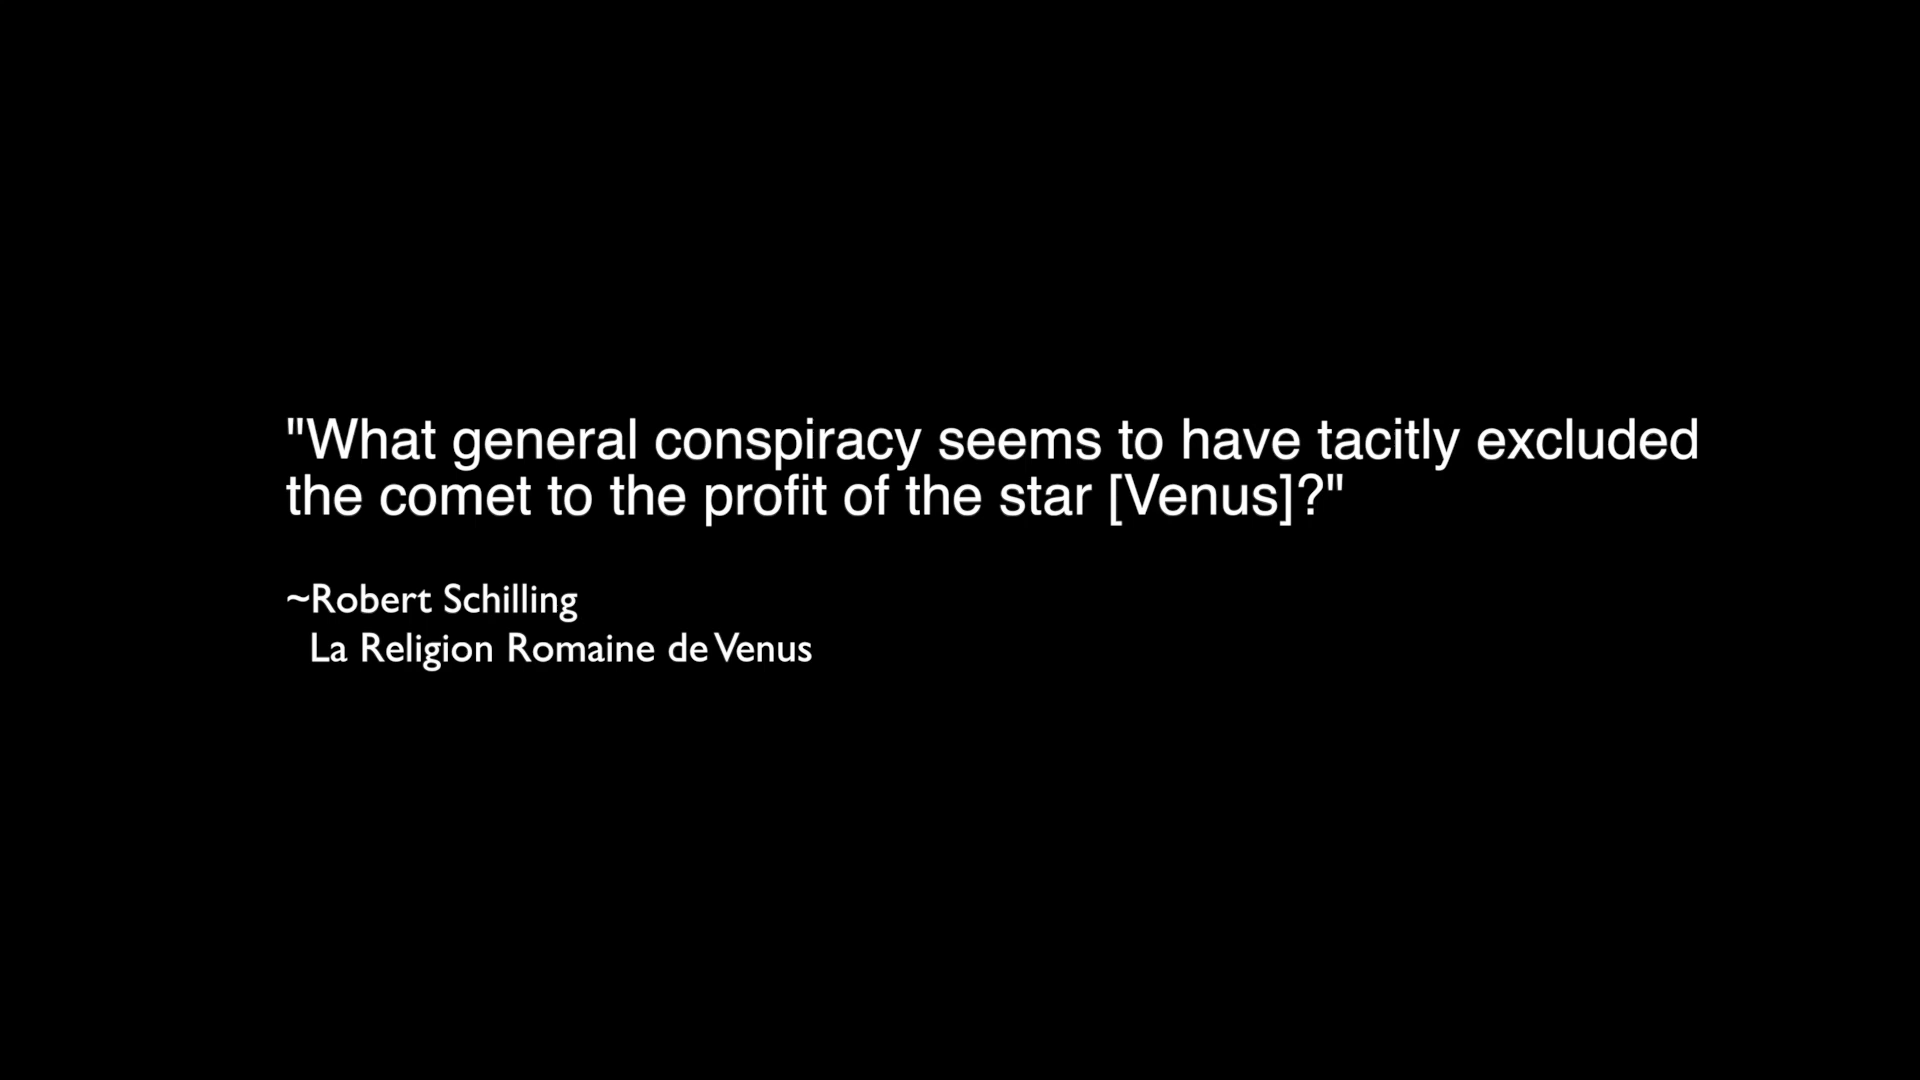 "What general conspiracy seems to have tacitly excluded
the comet to the profit of the star [Venus]?"
~Robert Schilling
La Religion Romaine de Venus